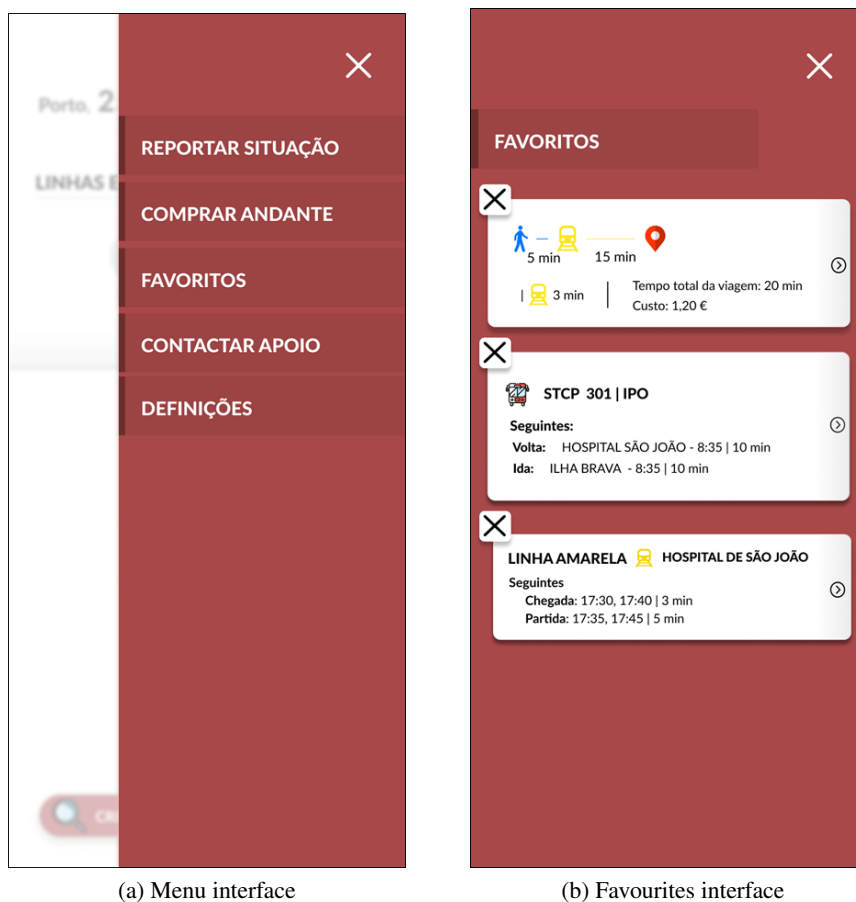 Porto, 2
LINHAS E
REPORTAR SITUAÇÃO
COMPRAR ANDANTE
FAVORITOS
CONTACTAR APOIO
DEFINIÇÕES
(a) Menu interface
FAVORITOS
5 min 15 min
3 min Tempo total da viagem: 20 min
Custo: 1,20 €
STCP 301 | IPO
Seguintes:
Volta: HOSPITAL SÃO JOÃO - 8:35 | 10 min
Ida: ILHA BRAVA - 8:35 | 10 min
LINHA AMARELA HOSPITAL DE SÃO JOÃO
Seguintes
Chegada: 17:30, 17:40 | 3 min
Partida: 17:35, 17:45 | 5 min
(b) Favourites interface